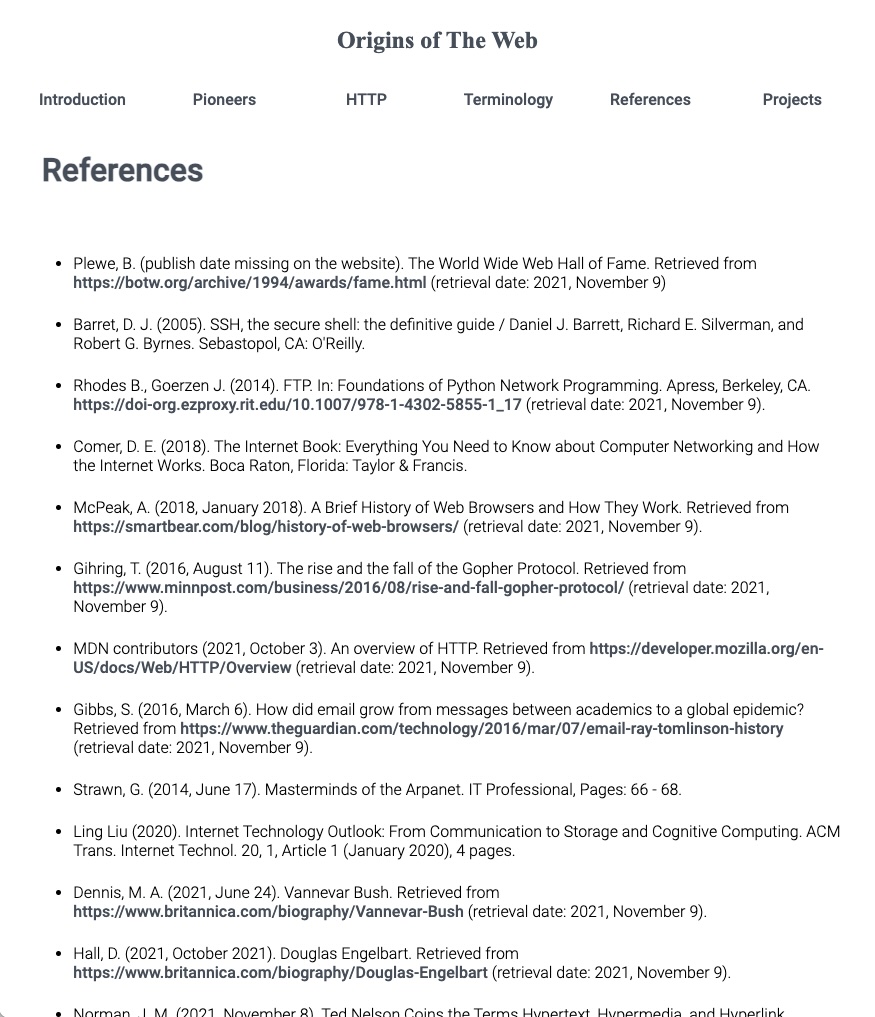 Origins of The Web
Introduction Pioneers HTTP Terminology References Projects
References
• Plewe, B. (publish date missing on the website). The World Wide Web Hall of Fame. Retrieved from
https://botw.org/archive/1994/awards/fame.html (retrieval date: 2021, November 9)
• Barret, D. J. (2005). SSH, the secure shell: the definitive guide / Daniel J. Barrett, Richard E. Silverman, and
Robert G. Byrnes. Sebastopol, CA: O'Reilly.
• Rhodes B., Goerzen J. (2014). FTP. In: Foundations of Python Network Programming. Apress, Berkeley, CA.
https://doi-org.ezproxy.rit.edu/10.1007/978-1-4302-5855-1_17 (retrieval date: 2021, November 9).
• Comer, D. E. (2018). The Internet Book: Everything You Need to Know about Computer Networking and How
the Internet Works. Boca Raton, Florida: Taylor & Francis.
• McPeak, A. (2018, January 2018). A Brief History of Web Browsers and How They Work. Retrieved from
https://smartbear.com/blog/history-of-web-browsers/ (retrieval date: 2021, November 9).
• Gihring, T. (2016, August 11). The rise and the fall of the Gopher Protocol. Retrieved from
https://www.minnpost.com/business/2016/08/rise-and-fall-gopher-protocol/ (retrieval date: 2021,
November 9).
• MDN contributors (2021, October 3). An overview of HTTP. Retrieved from https://developer.mozilla.org/en-
US/docs/Web/HTTP/Overview (retrieval date: 2021, November 9).
• Gibbs, S. (2016, March 6). How did email grow from messages between academics to a global epidemic?
Retrieved from https://www.theguardian.com/technology/2016/mar/07/email-ray-tomlinson-history
(retrieval date: 2021, November 9).
• Strawn, G. (2014, June 17). Masterminds of the Arpanet. IT Professional, Pages: 66 - 68.
• Ling Liu (2020). Internet Technology Outlook: From Communication to Storage and Cognitive Computing. ACM
Trans. Internet Technol. 20, 1, Article 1 (January 2020), 4 pages.
• Dennis, M. A. (2021, June 24). Vannevar Bush. Retrieved from
https://www.britannica.com/biography/Vannevar-Bush (retrieval date: 2021, November 9).
• Hall, D. (2021, October 2021). Douglas Engelbart. Retrieved from
https://www.britannica.com/biography/Douglas-Engelbart (retrieval date: 2021, November 9).
• Norman, J. M. (2021, November 8). Ted Nelson Coins the Terms Hypertext, Hypermedia, and Hyperlink.